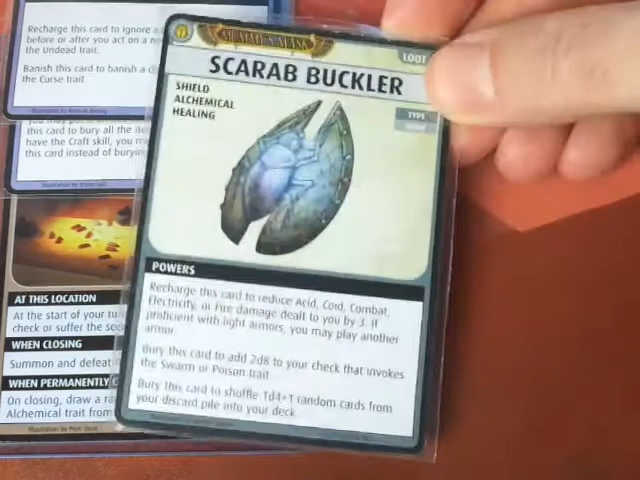 Recharge this card to ignore a
before or after you act on a
the Undead trait.
Banish this card to banish a
the Curse trait
this card to bury all the
have the Craft skill, you
this card instead of
AT THIS LOCATION
At the start of your
check or suffer the
WHEN CLOSING
Summon and defeat
WHEN PERMANENTLY
On closing, draw a
Alchemical trait from
MUMMY'S MASK
LOOT
SCARAB BUCKLER
SHIELD
ALCHEMICAL
HEALING
TYPE
POWERS
Recharge this card to reduce Acid, Cold, Combat,
Electricity, or Fire damage dealt to you by 3. If
proficient with light armors, you may play another
armor.
Bury this card to add 2d8 to your check that invokes
the Swarm or Poison trait.
Bury this card to shuffle 1d4+1 random cards from
your discard pile into your deck.